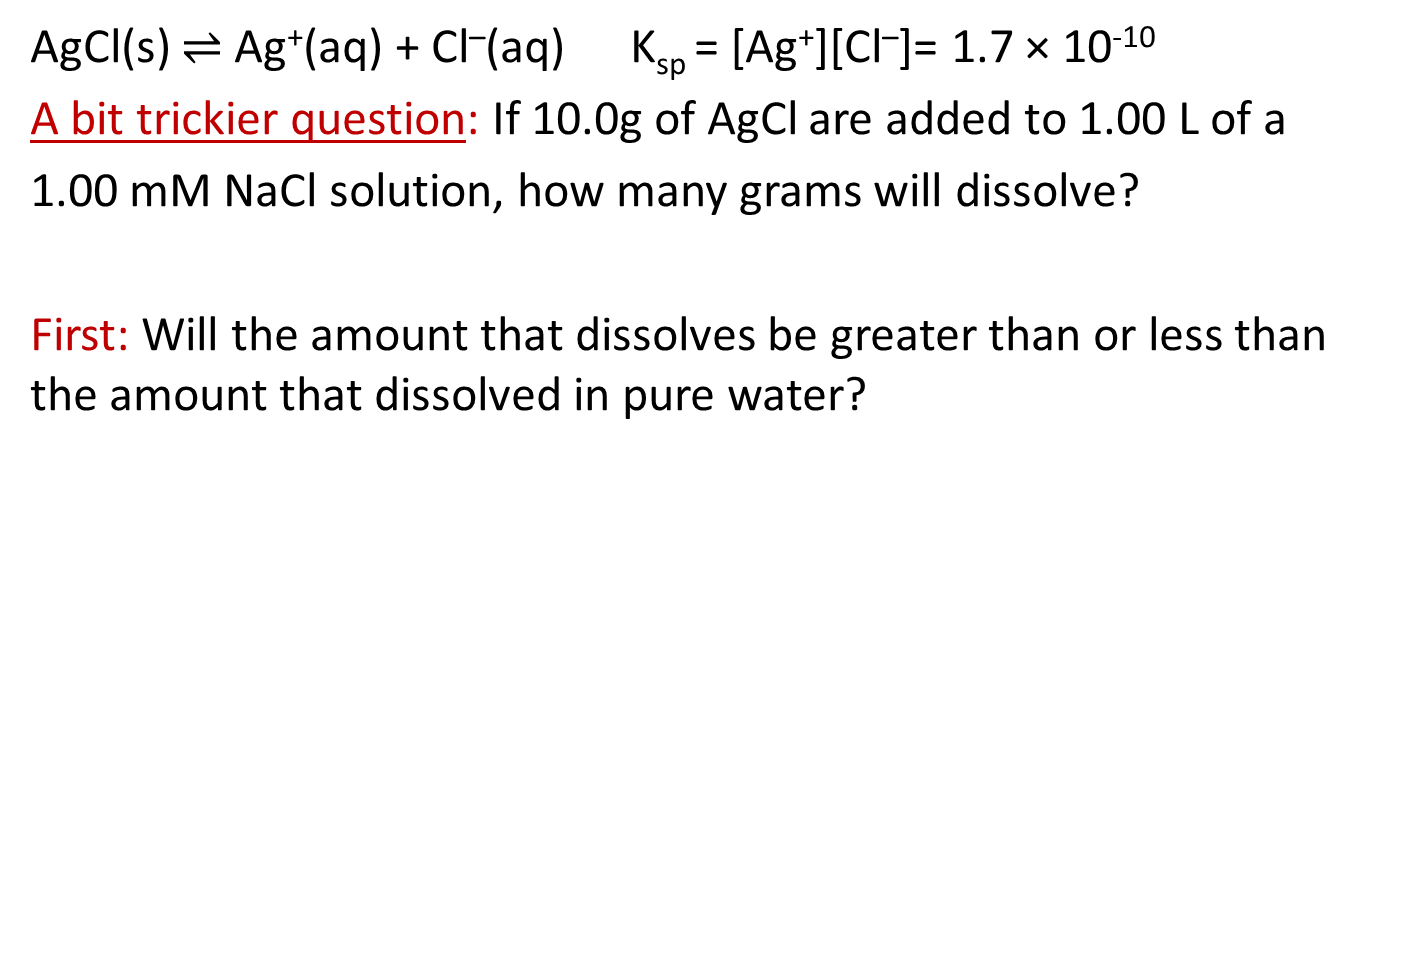 AgCl(s) ⇌ Ag⁺(aq) + Cl⁻(aq) Kₛₚ = [Ag⁺][Cl⁻]= 1.7 × 10⁻¹⁰
A bit trickier question: If 10.0g of AgCl are added to 1.00 L of a
1.00 mM NaCl solution, how many grams will dissolve?
First: Will the amount that dissolves be greater than or less than
the amount that dissolved in pure water?